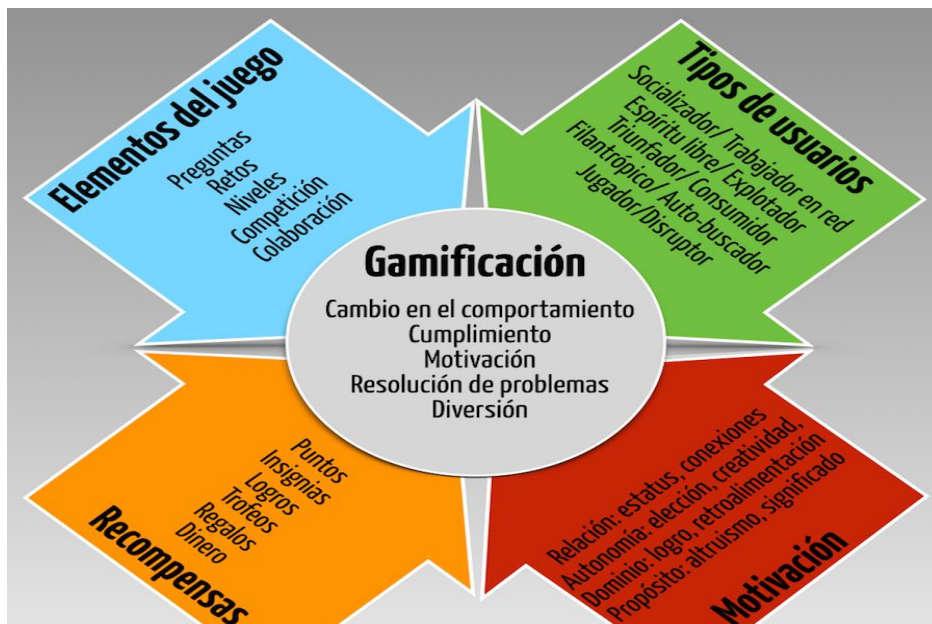 Elementos del juego
Preguntas
Retos
Niveles
Competición
Colaboración
Tipos de usuarios
Socializador/ Trabajador en red
Espíritu libre/ Explotador
Triunfador/ Consumidor
Filantrópico/ Auto-buscador
Jugador/Disruptor
Gamificación
Cambio en el comportamiento
Cumplimiento
Motivación
Resolución de problemas
Diversión
Puntos
Insignias
Logros
Trofeos
Regalos
Dinero
Recompensas
Relación: estatus, conexiones
Autonomía: elección, creatividad,
Dominio: logro, retroalimentación
Propósito: altruismo, significado
Motivación